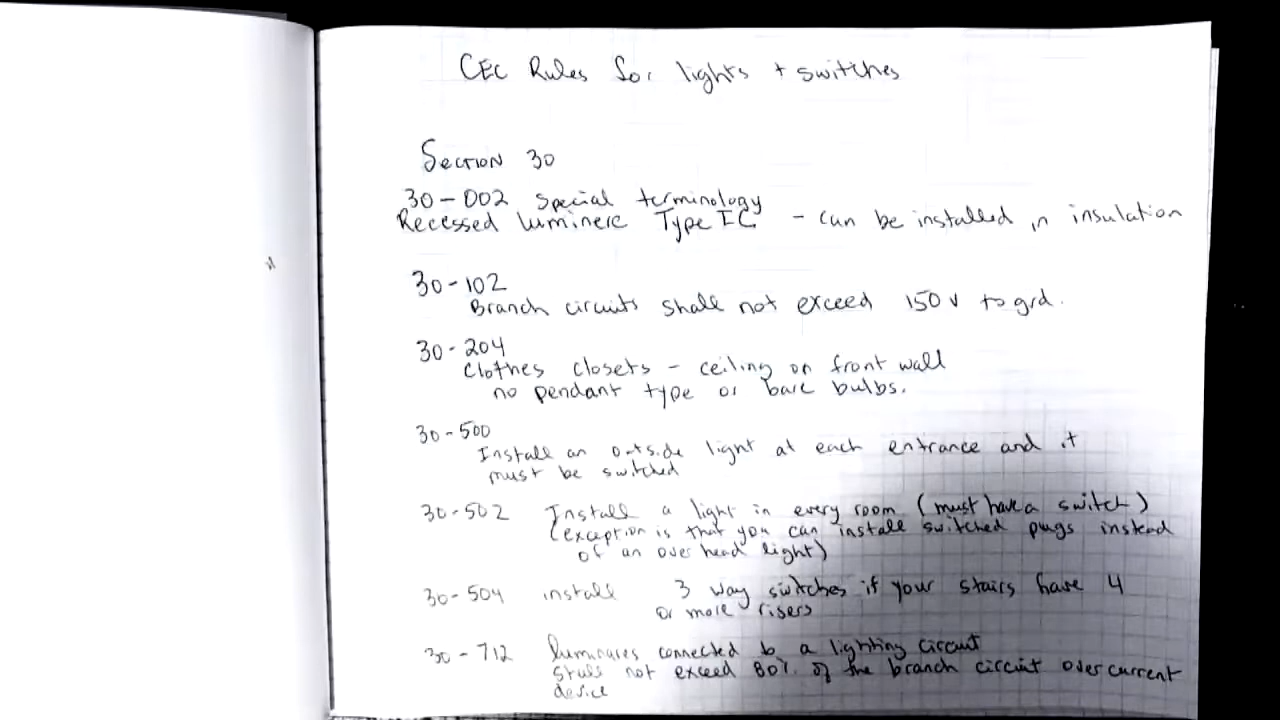 CEC Rules for lights + switches
Section 30
30-002 special terminology
Recessed luminere Type IC - can be installed in insulation
30-102
Branch circuits shall not exceed 150 v to grd.
30-204
Clothes closets - ceiling or front wall
no pendant type or bare bulbs.
30-500
Install an outside light at each entrance and it
must be switched
30-502 Install a light in every room (must have a switch)
(exception is that you can install switched plugs instead
of an over head light)
30-504 install 3 way switches if your stairs have 4
or more risers
30-712 luminares connected to a lighting circuit
shall not exceed 80% of the branch circuit overcurrent
device